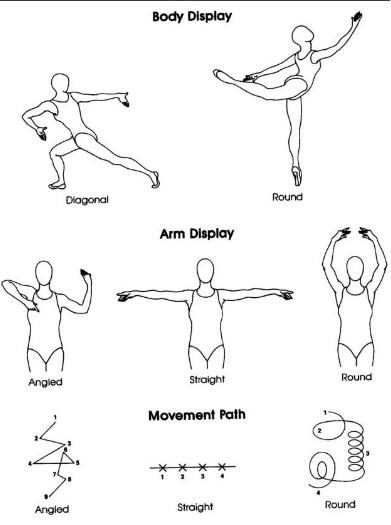 Body Display
Diagonal
Round
Arm Display
Angled
Straight
Round
Movement Path
1
2
3
6
4
5
7
8
9
Angled
1 2 3 4
Straight
1
2
3
4
Round